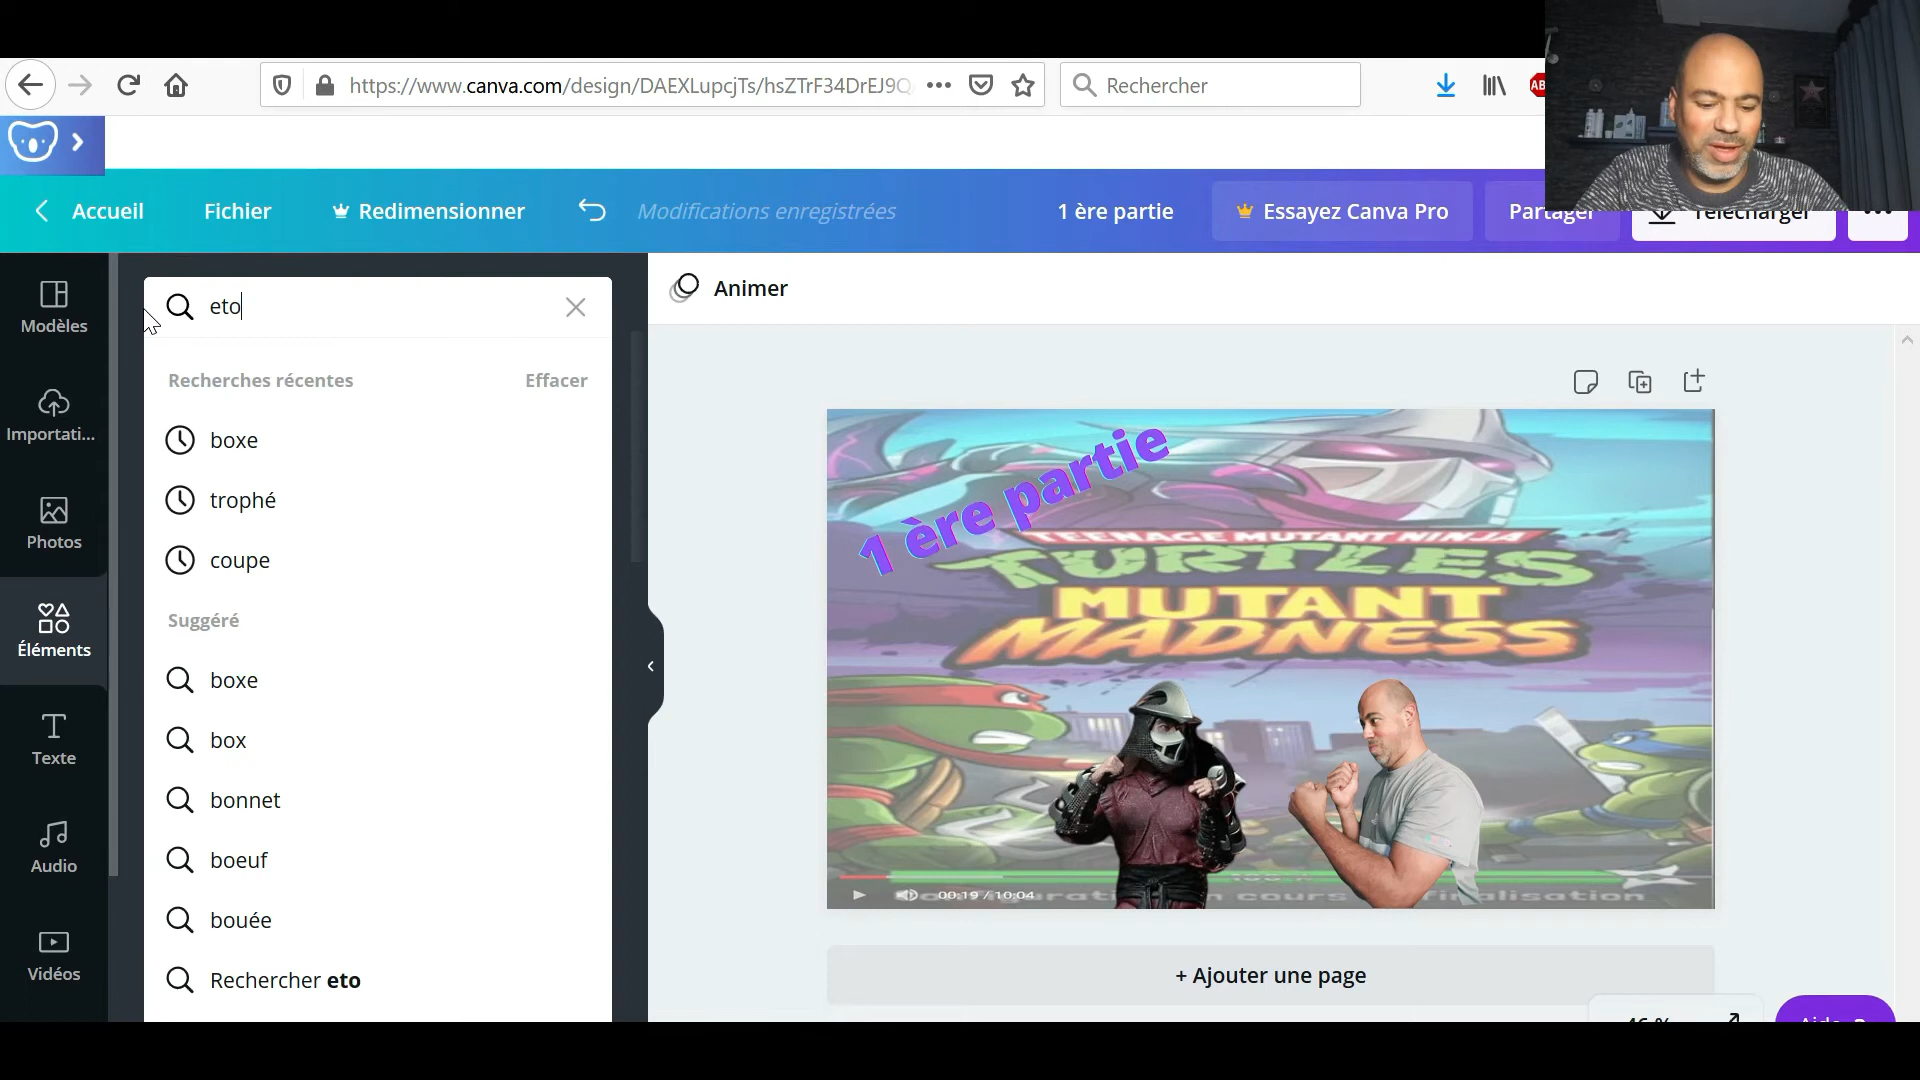 https://www.canva.com/design/DAEXLupcjTs/hsZTrF34DrEJ9Q
Rechercher
Accueil
Fichier
Redimensionner
Modifications enregistrées
1 ère partie
Essayez Canva Pro
Partager
Télécharger
Modèles
Importati...
Photos
Éléments
Texte
Audio
Vidéos
eto
Recherches récentes
Effacer
boxe
trophé
coupe
Suggéré
boxe
box
bonnet
boeuf
bouée
Rechercher eto
Animer
1 ère partie
TEENAGE MUTANT NINJA
TURTLES
MUTANT
MADNESS
00:19 / 10:04
+ Ajouter une page